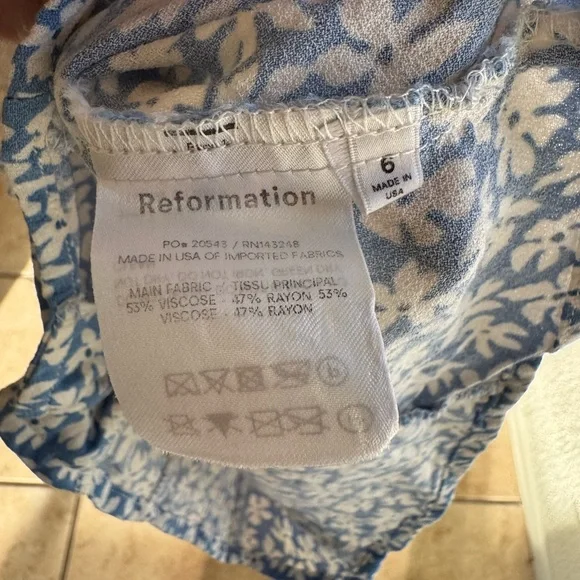 Reformation
6
MADE IN
USA
PO# 20543 / RN143248
MADE IN USA OF IMPORTED FABRICS
MAIN FABRIC / TISSU PRINCIPAL
53% VISCOSE - 47% RAYON 53%
VISCOSE - 47% RAYON